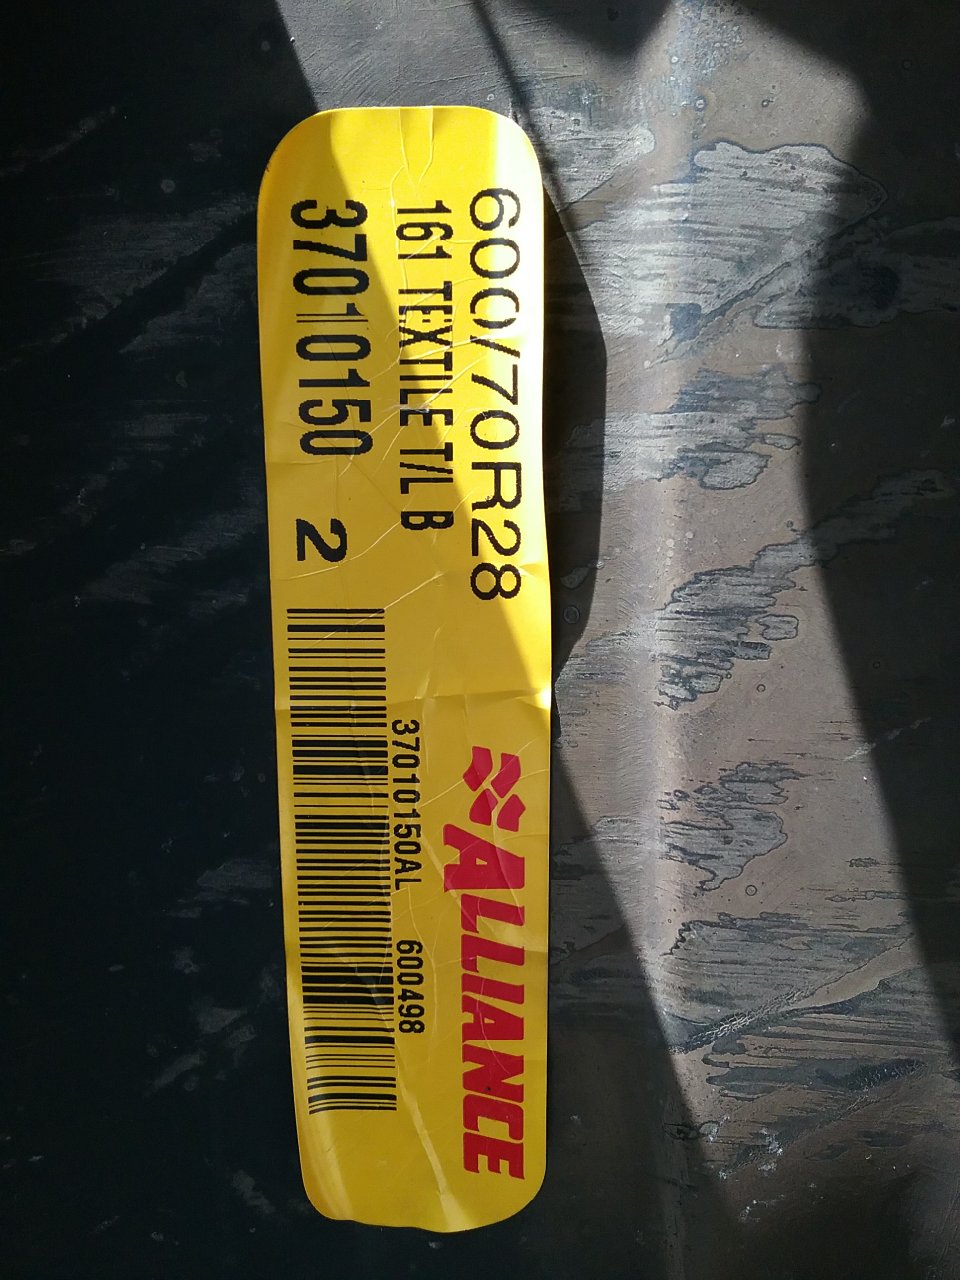 600/70R28
161 TEXTILE T/L B
37010150 2
ALLIANCE
37010150AL 600498